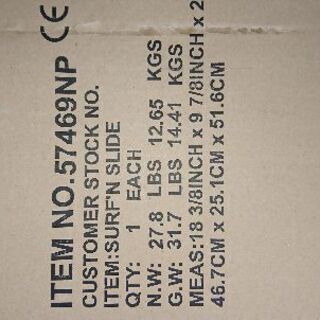 ITEM NO.57469NP CE
CUSTOMER STOCK NO.
ITEM:SURF'N SLIDE
QTY: 1 EACH
N.W: 27.8 LBS 12.65 KGS
G.W: 31.7 LBS 14.41 KGS
MEAS:18 3/8INCH x 9 7/8INCH x 2
46.7CM x 25.1CM x 51.6CM